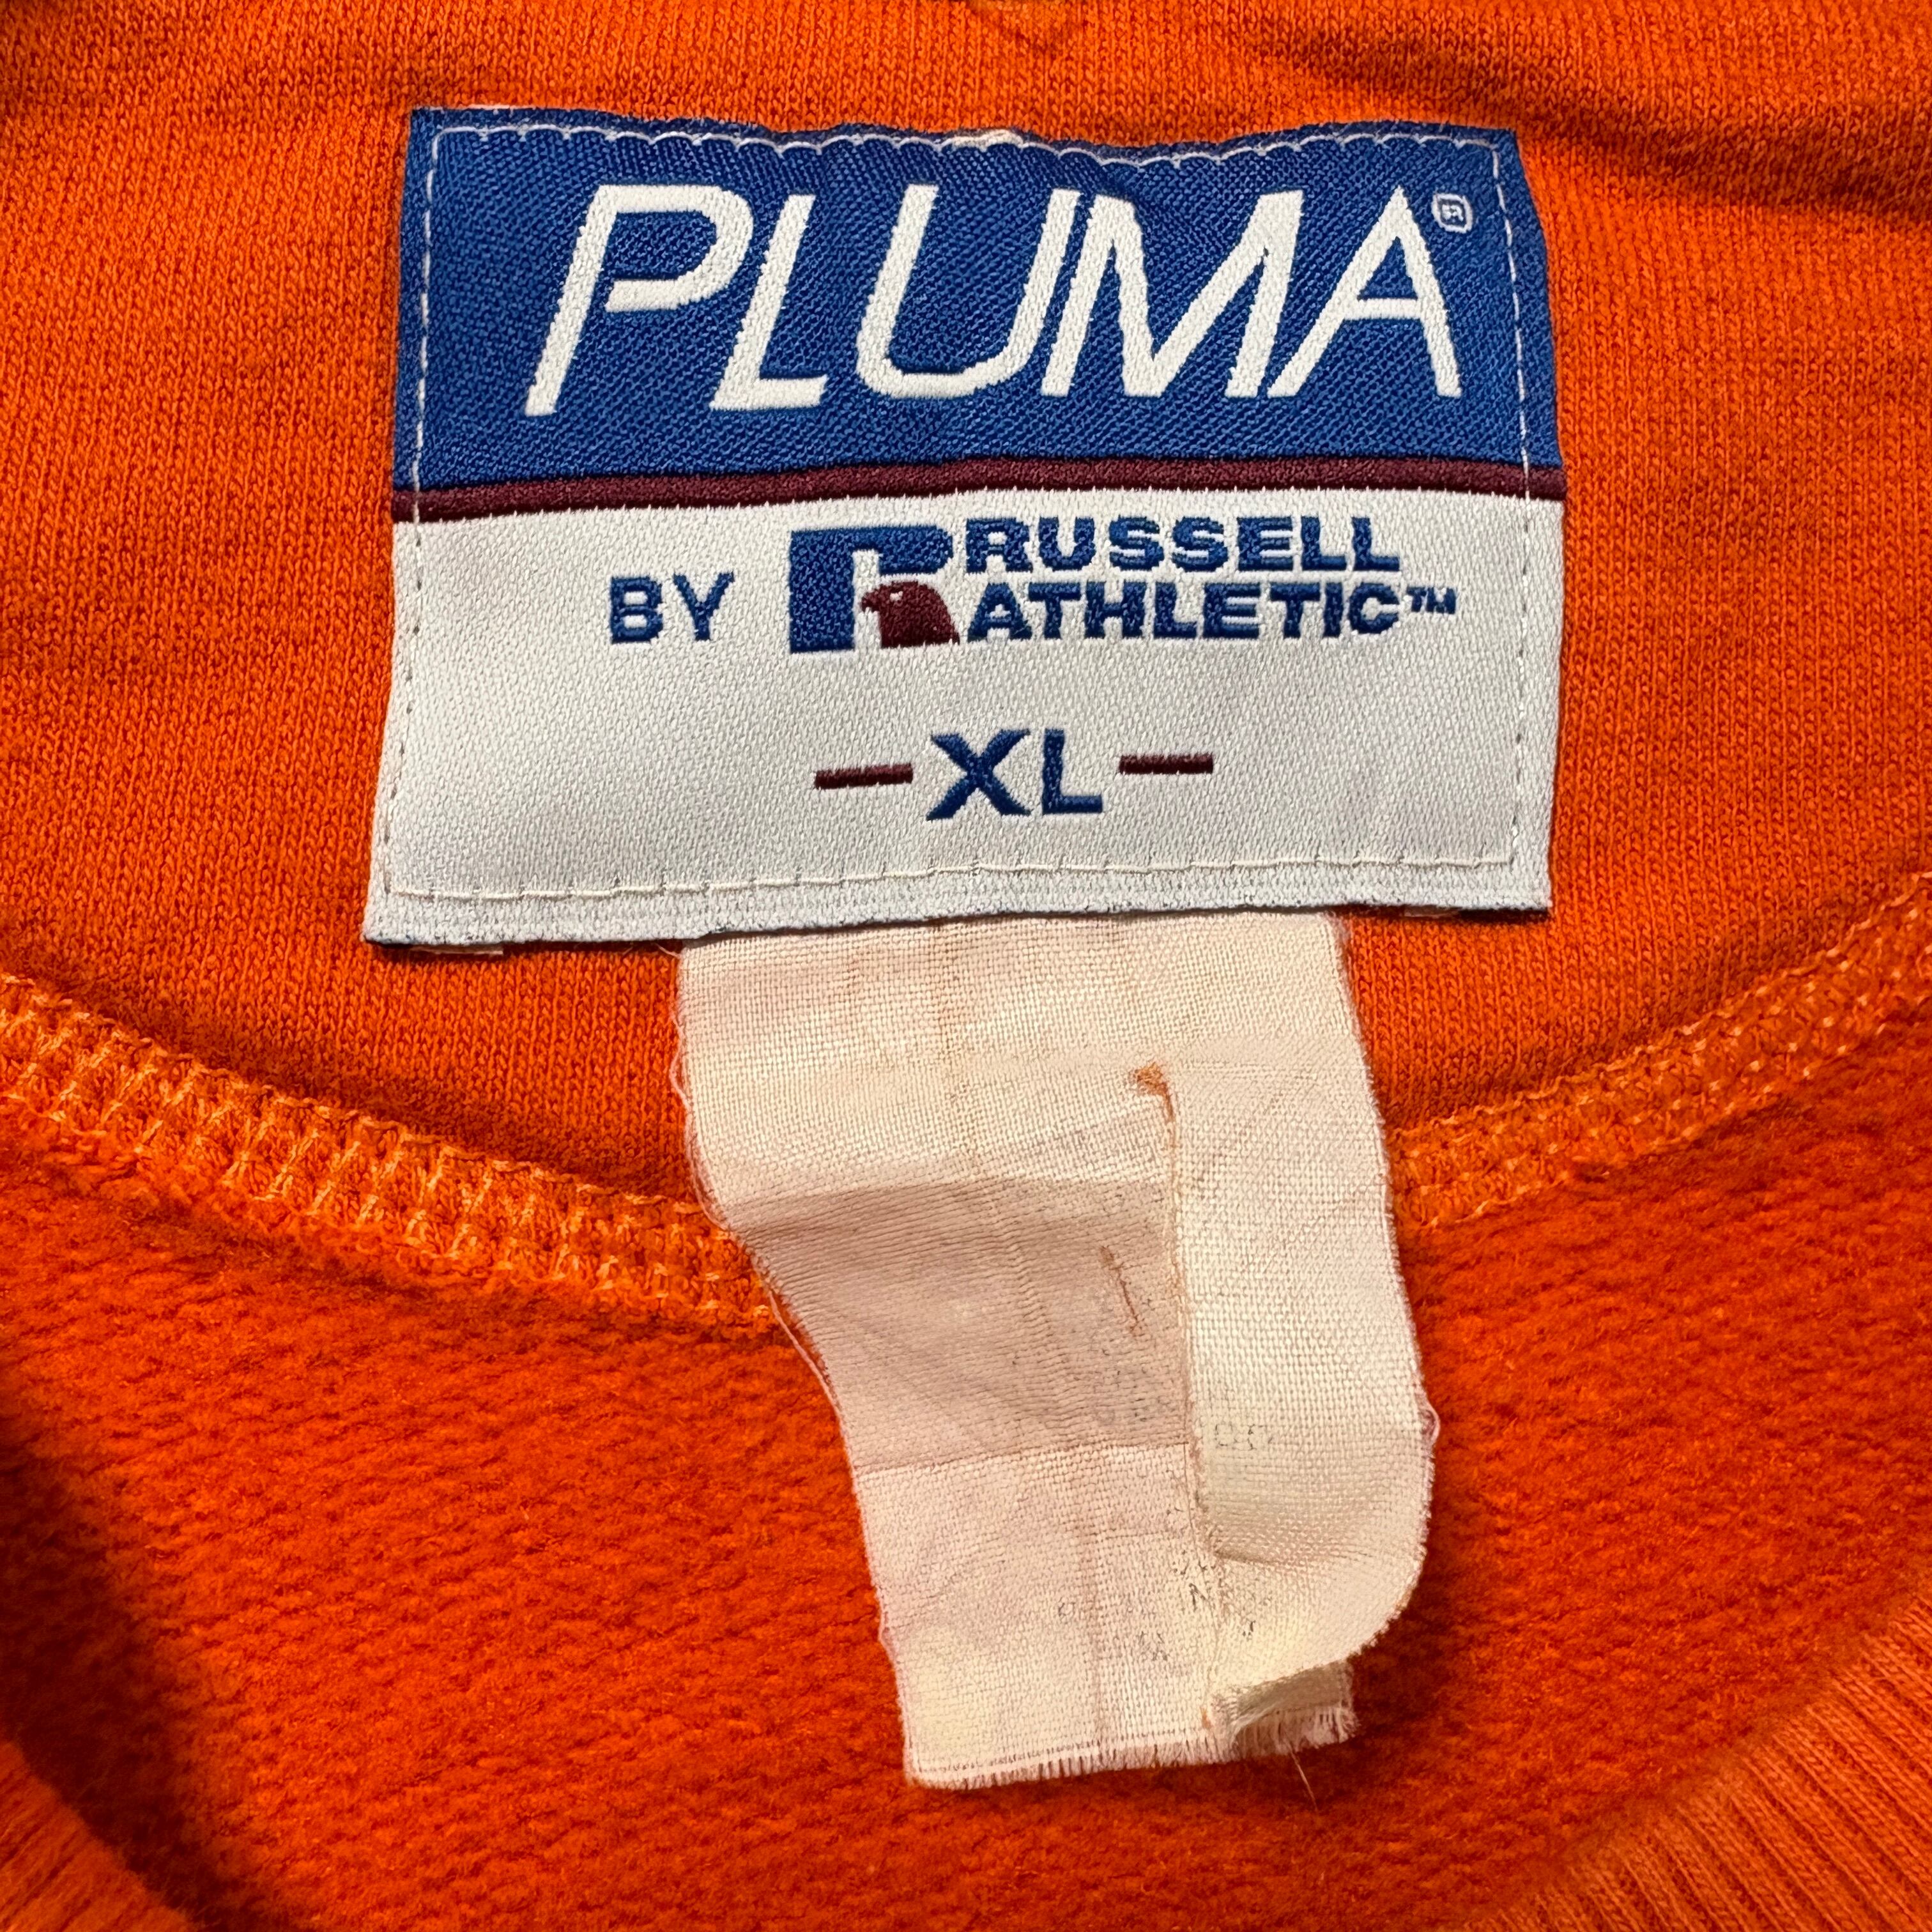 PLUMA®
BY RUSSELL
ATHLETIC™
-XL-